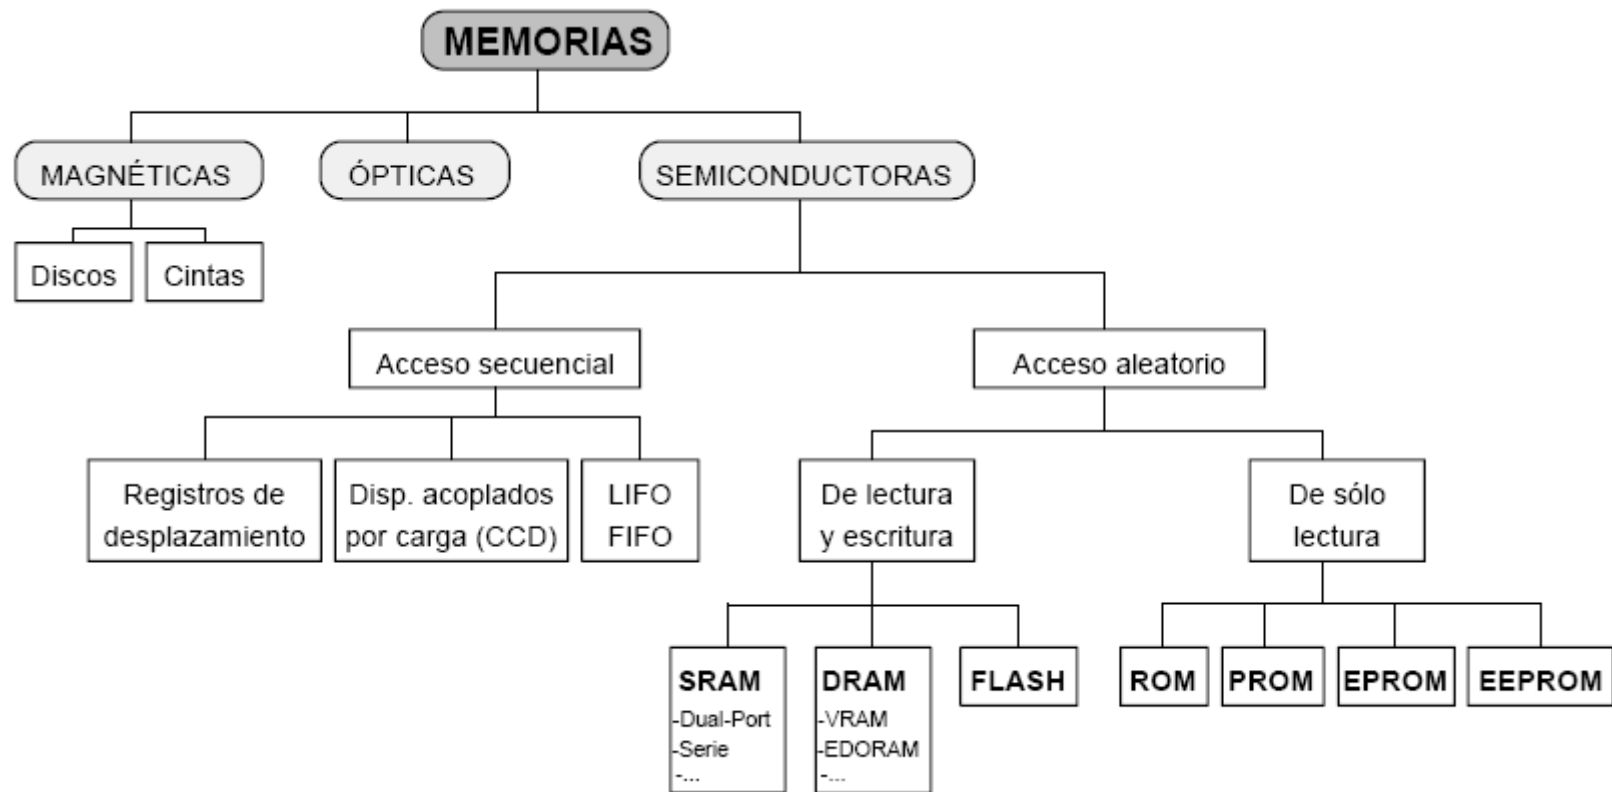 MEMORIAS
MAGNÉTICAS
ÓPTICAS
SEMICONDUCTORAS
Discos
Cintas
Acceso secuencial
Acceso aleatorio
Registros de
desplazamiento
Disp. acoplados
por carga (CCD)
LIFO
FIFO
De lectura
y escritura
De sólo
lectura
SRAM
-Dual-Port
-Serie
-...
DRAM
-VRAM
-EDORAM
-...
FLASH
ROM
PROM
EPROM
EEPROM